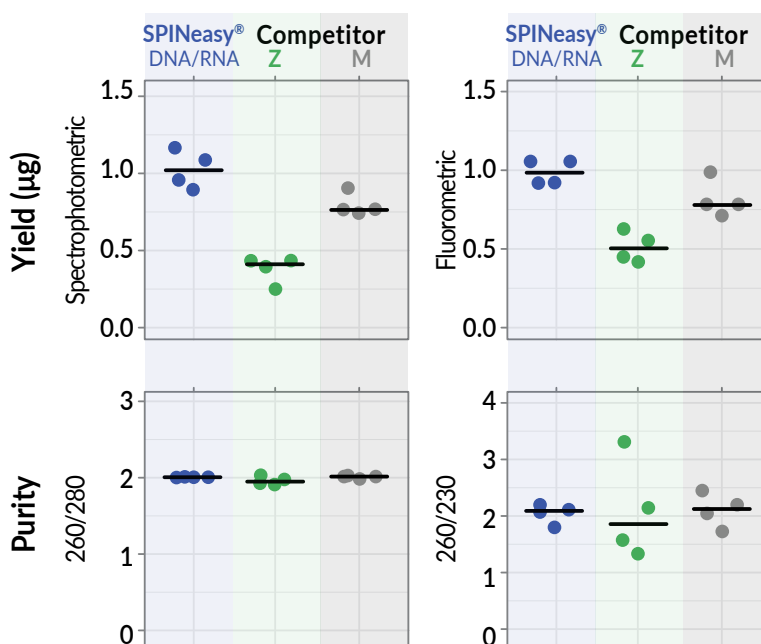 SPINeasy® Competitor
DNA/RNA Z M
SPINeasy® Competitor
DNA/RNA Z M
Yield (µg)
Spectrophotometric
1.5
1.0
0.5
0.0
Fluorometric
1.5
1.0
0.5
0.0
Purity
260/280
3
2
1
0
260/230
4
3
2
1
0